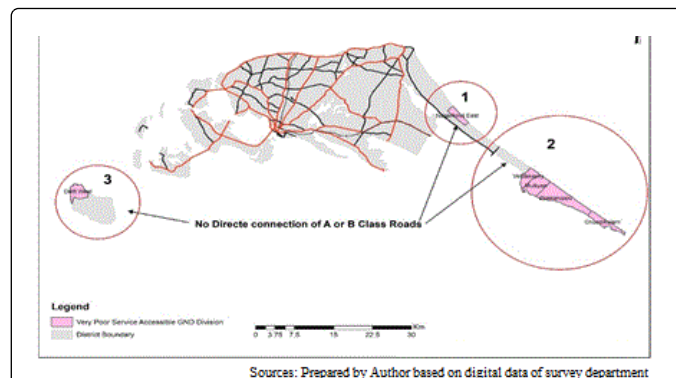 1
2
3
Delft West
No Directe connection of A or B Class Roads
Legend
Very Poor Service Accessible GND Division
District Boundary
0 3.75 7.5 15 22.5 30 Km
Sources: Prepared by Author based on digital data of survey department